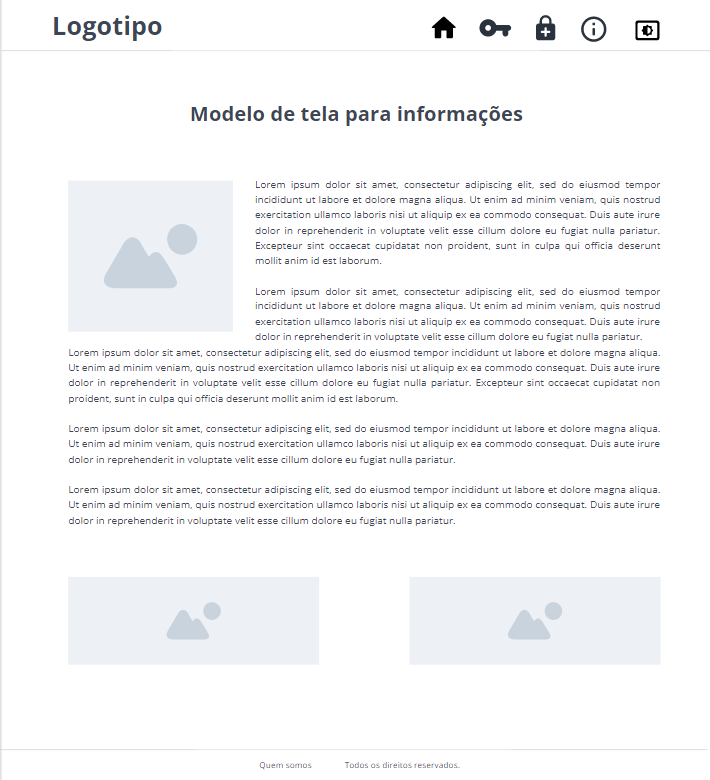 Logotipo
Modelo de tela para informações
Lorem ipsum dolor sit amet, consectetur adipiscing elit, sed do eiusmod tempor
incididunt ut labore et dolore magna aliqua. Ut enim ad minim veniam, quis nostrud
exercitation ullamco laboris nisi ut aliquip ex ea commodo consequat. Duis aute irure
dolor in reprehenderit in voluptate velit esse cillum dolore eu fugiat nulla pariatur.
Excepteur sint occaecat cupidatat non proident, sunt in culpa qui officia deserunt
mollit anim id est laborum.
Lorem ipsum dolor sit amet, consectetur adipiscing elit, sed do eiusmod tempor
incididunt ut labore et dolore magna aliqua. Ut enim ad minim veniam, quis nostrud
exercitation ullamco laboris nisi ut aliquip ex ea commodo consequat. Duis aute irure
dolor in reprehenderit in voluptate velit esse cillum dolore eu fugiat nulla pariatur.
Lorem ipsum dolor sit amet, consectetur adipiscing elit, sed do eiusmod tempor incididunt ut labore et dolore magna aliqua.
Ut enim ad minim veniam, quis nostrud exercitation ullamco laboris nisi ut aliquip ex ea commodo consequat. Duis aute irure
dolor in reprehenderit in voluptate velit esse cillum dolore eu fugiat nulla pariatur. Excepteur sint occaecat cupidatat non
proident, sunt in culpa qui officia deserunt mollit anim id est laborum.
Lorem ipsum dolor sit amet, consectetur adipiscing elit, sed do eiusmod tempor incididunt ut labore et dolore magna aliqua.
Ut enim ad minim veniam, quis nostrud exercitation ullamco laboris nisi ut aliquip ex ea commodo consequat. Duis aute irure
dolor in reprehenderit in voluptate velit esse cillum dolore eu fugiat nulla pariatur.
Lorem ipsum dolor sit amet, consectetur adipiscing elit, sed do eiusmod tempor incididunt ut labore et dolore magna aliqua.
Ut enim ad minim veniam, quis nostrud exercitation ullamco laboris nisi ut aliquip ex ea commodo consequat. Duis aute irure
dolor in reprehenderit in voluptate velit esse cillum dolore eu fugiat nulla pariatur.
Quem somos Todos os direitos reservados.